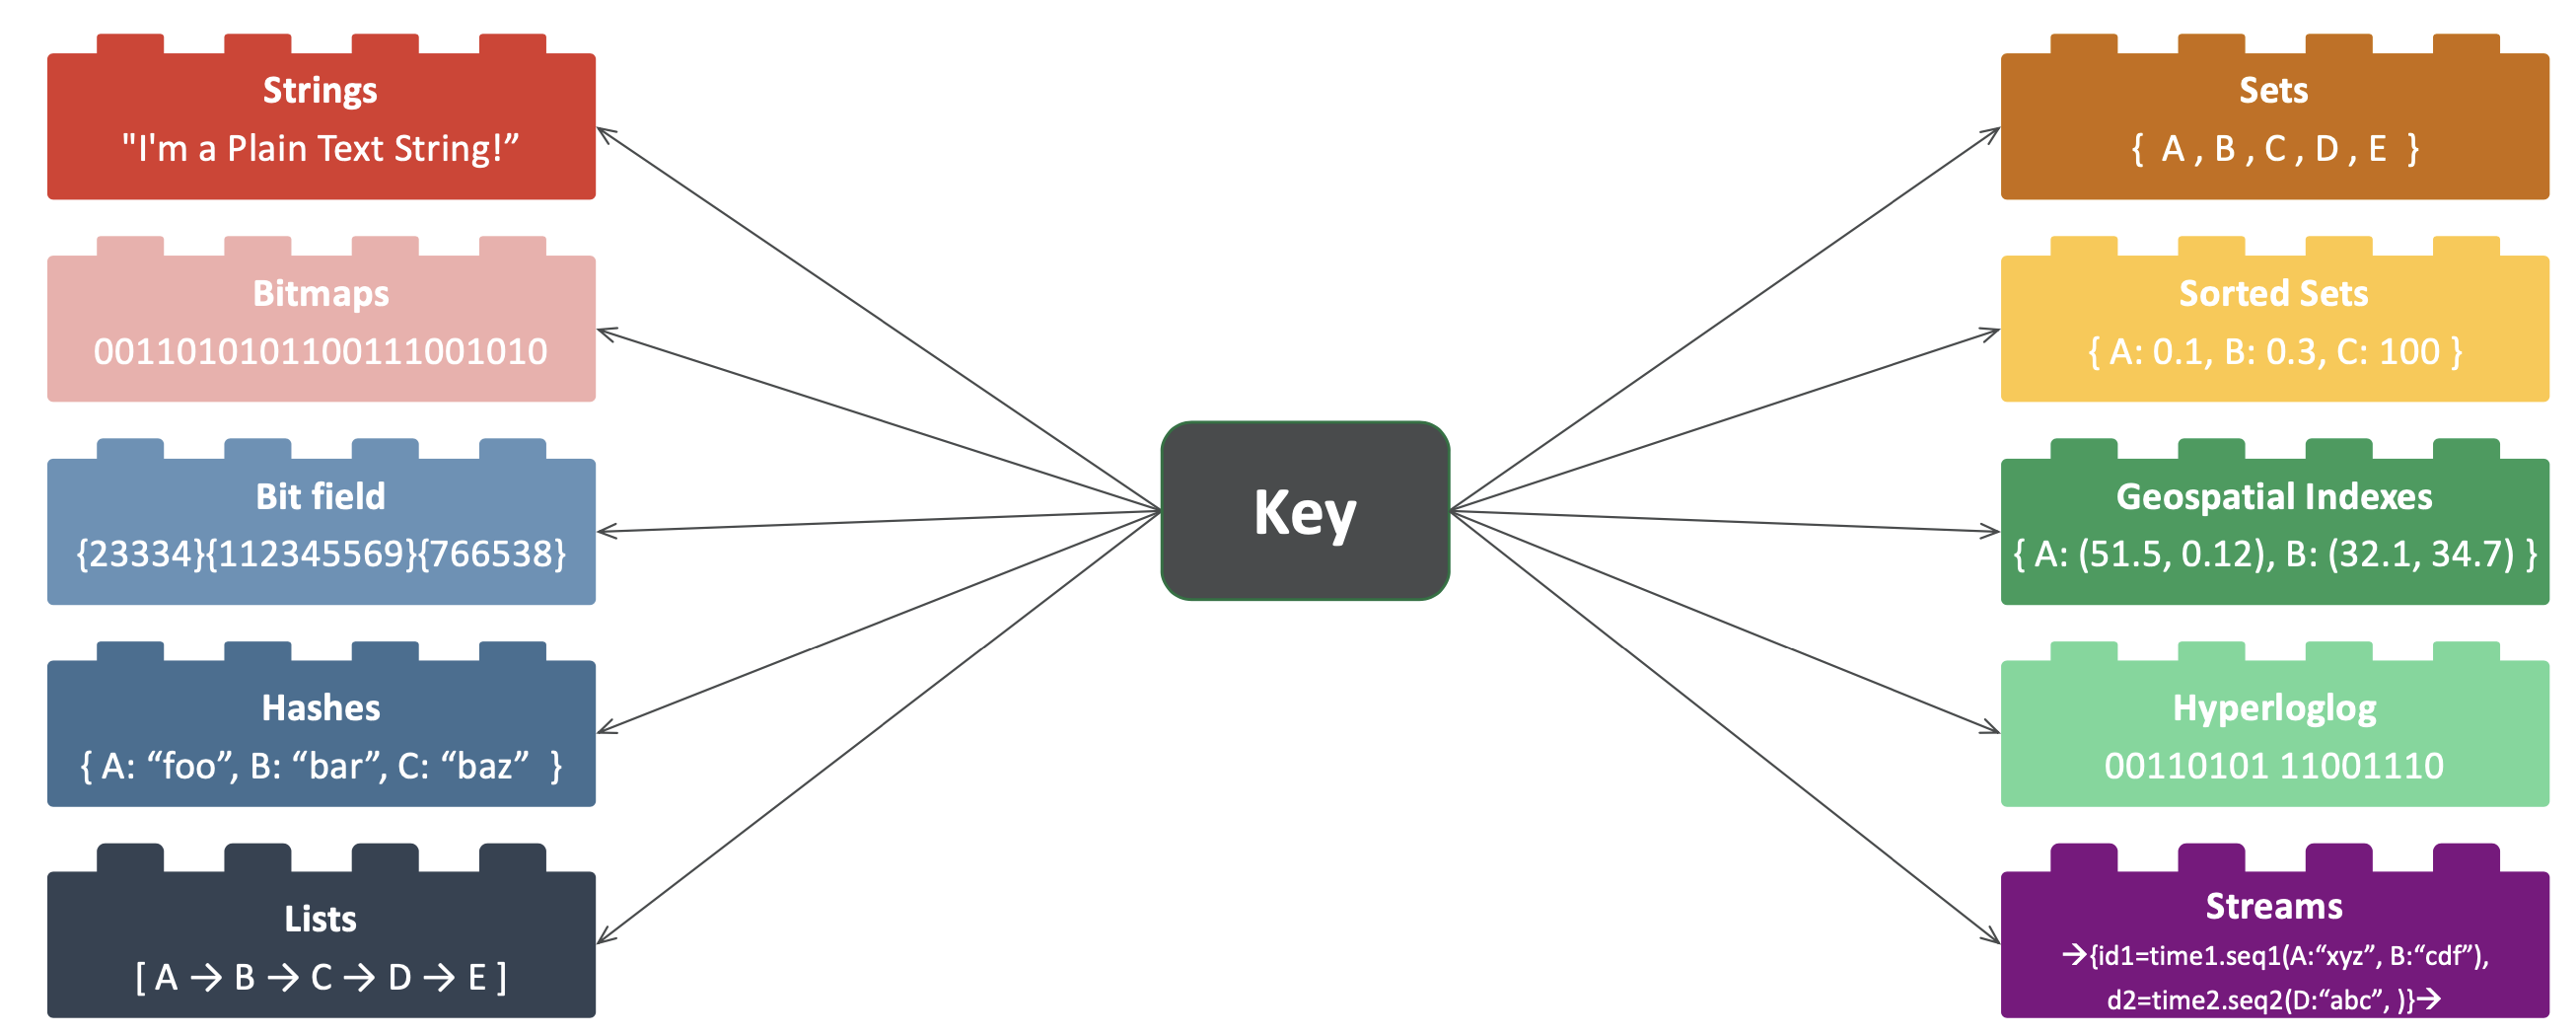 Strings
"I'm a Plain Text String!”
Bitmaps
0011010101100111001010
Bit field
{23334}{112345569}{766538}
Hashes
{ A: “foo”, B: “bar”, C: “baz”  }
Lists
[ A → B → C → D → E ]
Key
Sets
{  A , B , C , D , E  }
Sorted Sets
{ A: 0.1, B: 0.3, C: 100 }
Geospatial Indexes
{ A: (51.5, 0.12), B: (32.1, 34.7) }
Hyperloglog
00110101 11001110
Streams
→{id1=time1.seq1(A:“xyz”, B:“cdf”),
d2=time2.seq2(D:“abc”, )}→